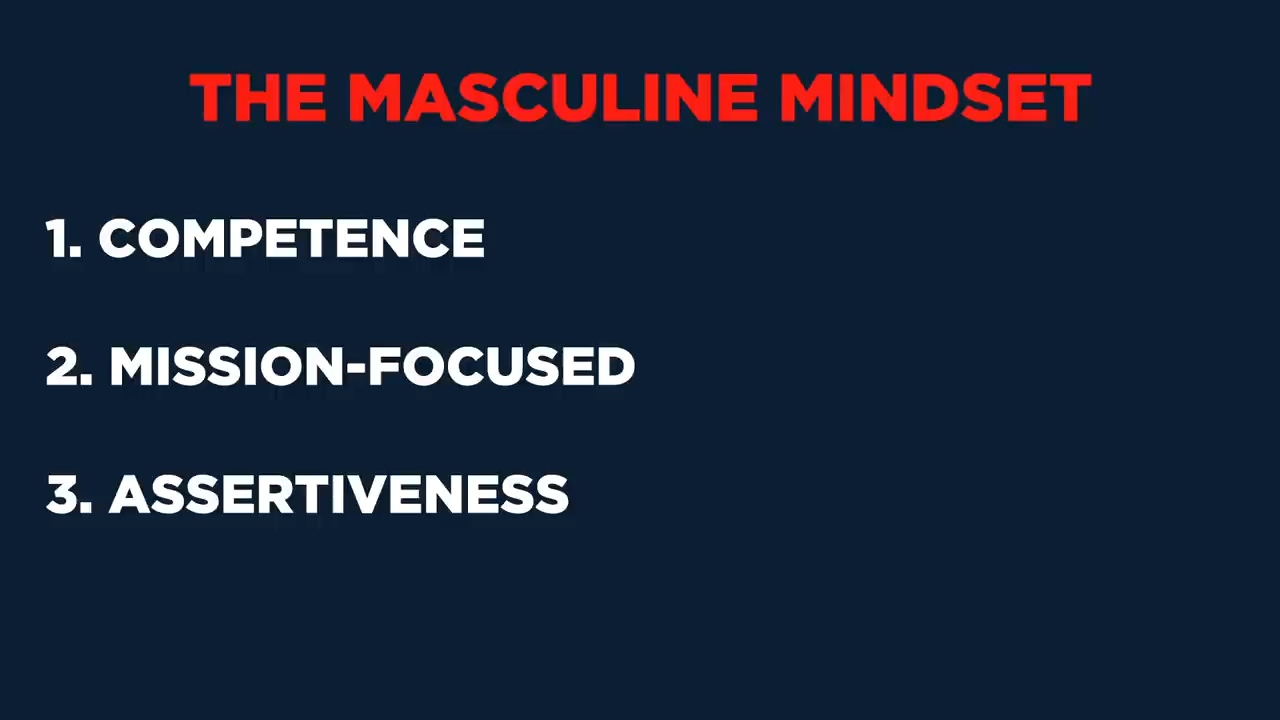 THE MASCULINE MINDSET
1. COMPETENCE
2. MISSION-FOCUSED
3. ASSERTIVENESS